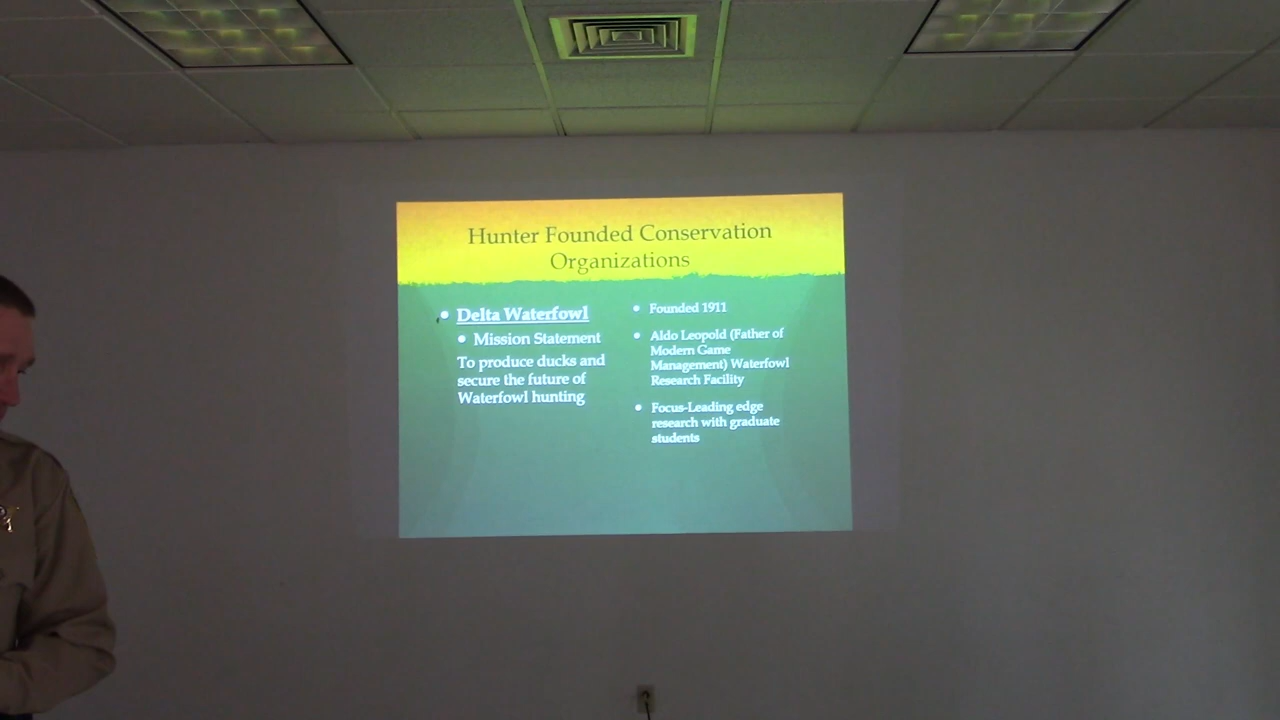 Hunter Founded Conservation
Organizations
• Delta Waterfowl
• Mission Statement
To produce ducks and
secure the future of
Waterfowl hunting
• Founded 1911
• Aldo Leopold (Father of
Modern Game
Management) Waterfowl
Research Facility
• Focus-Leading edge
research with graduate
students